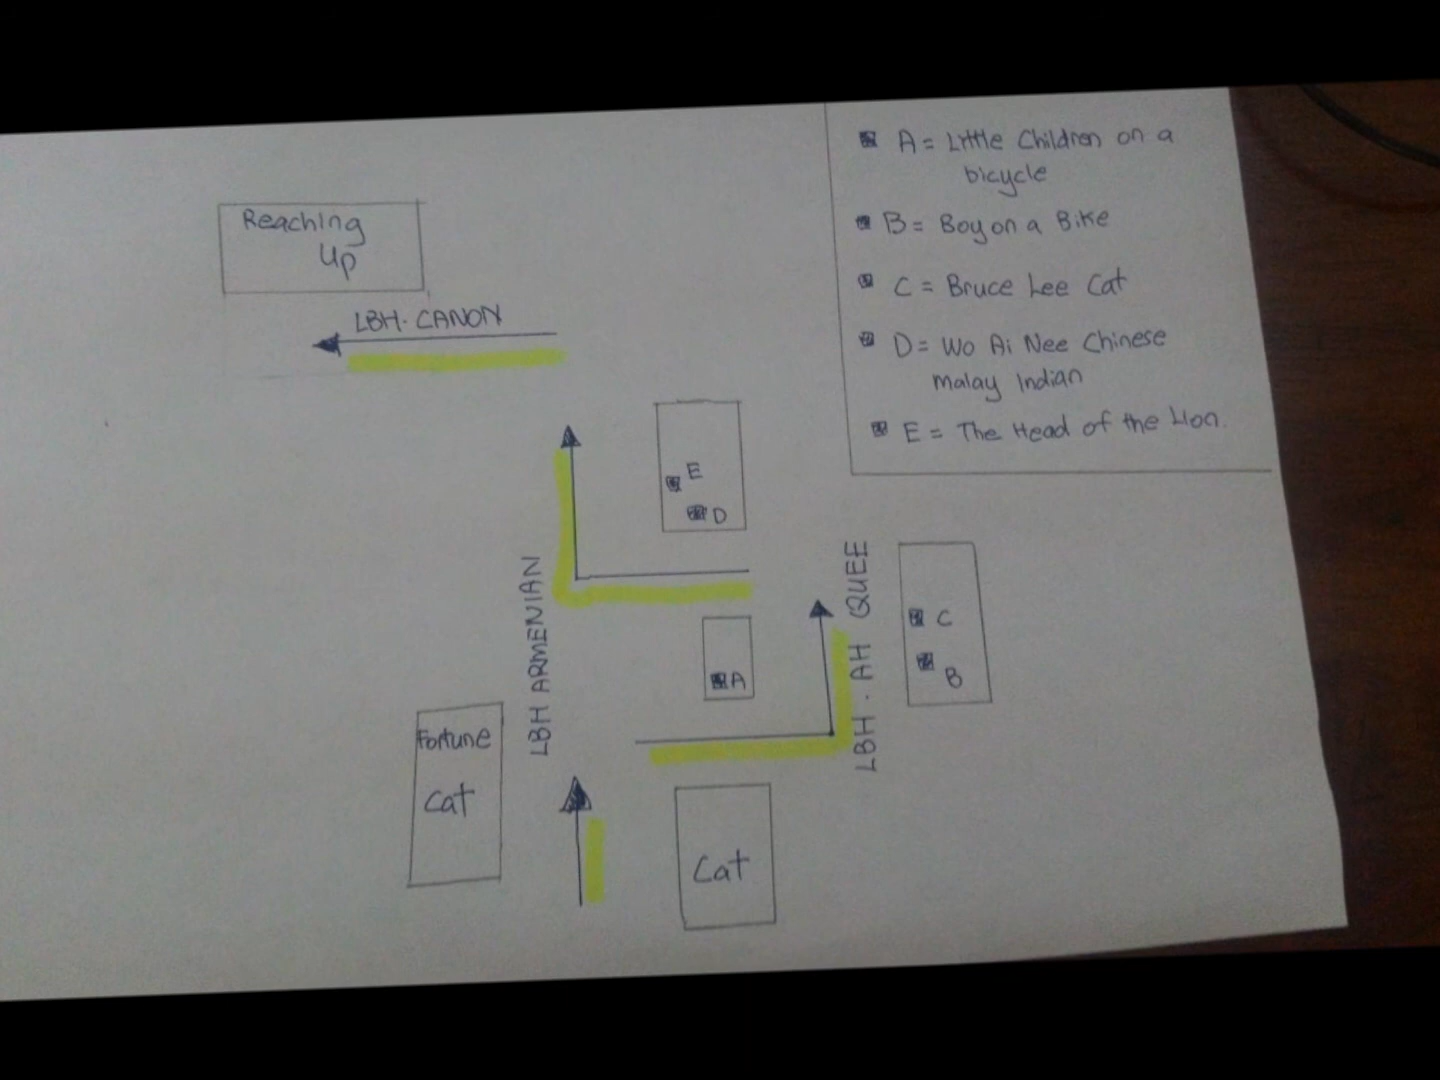 A = Little Children on a
bicycle
B = Boy on a Bike
C = Bruce Lee Cat
D = Wo Ai Nee Chinese
malay Indian
E = The Head of the Lion.
Reaching
Up
LBH. CANON
E
D
LBH ARMENIAN
A
LBH. AH QUEE
C
B
Fortune
Cat
Cat